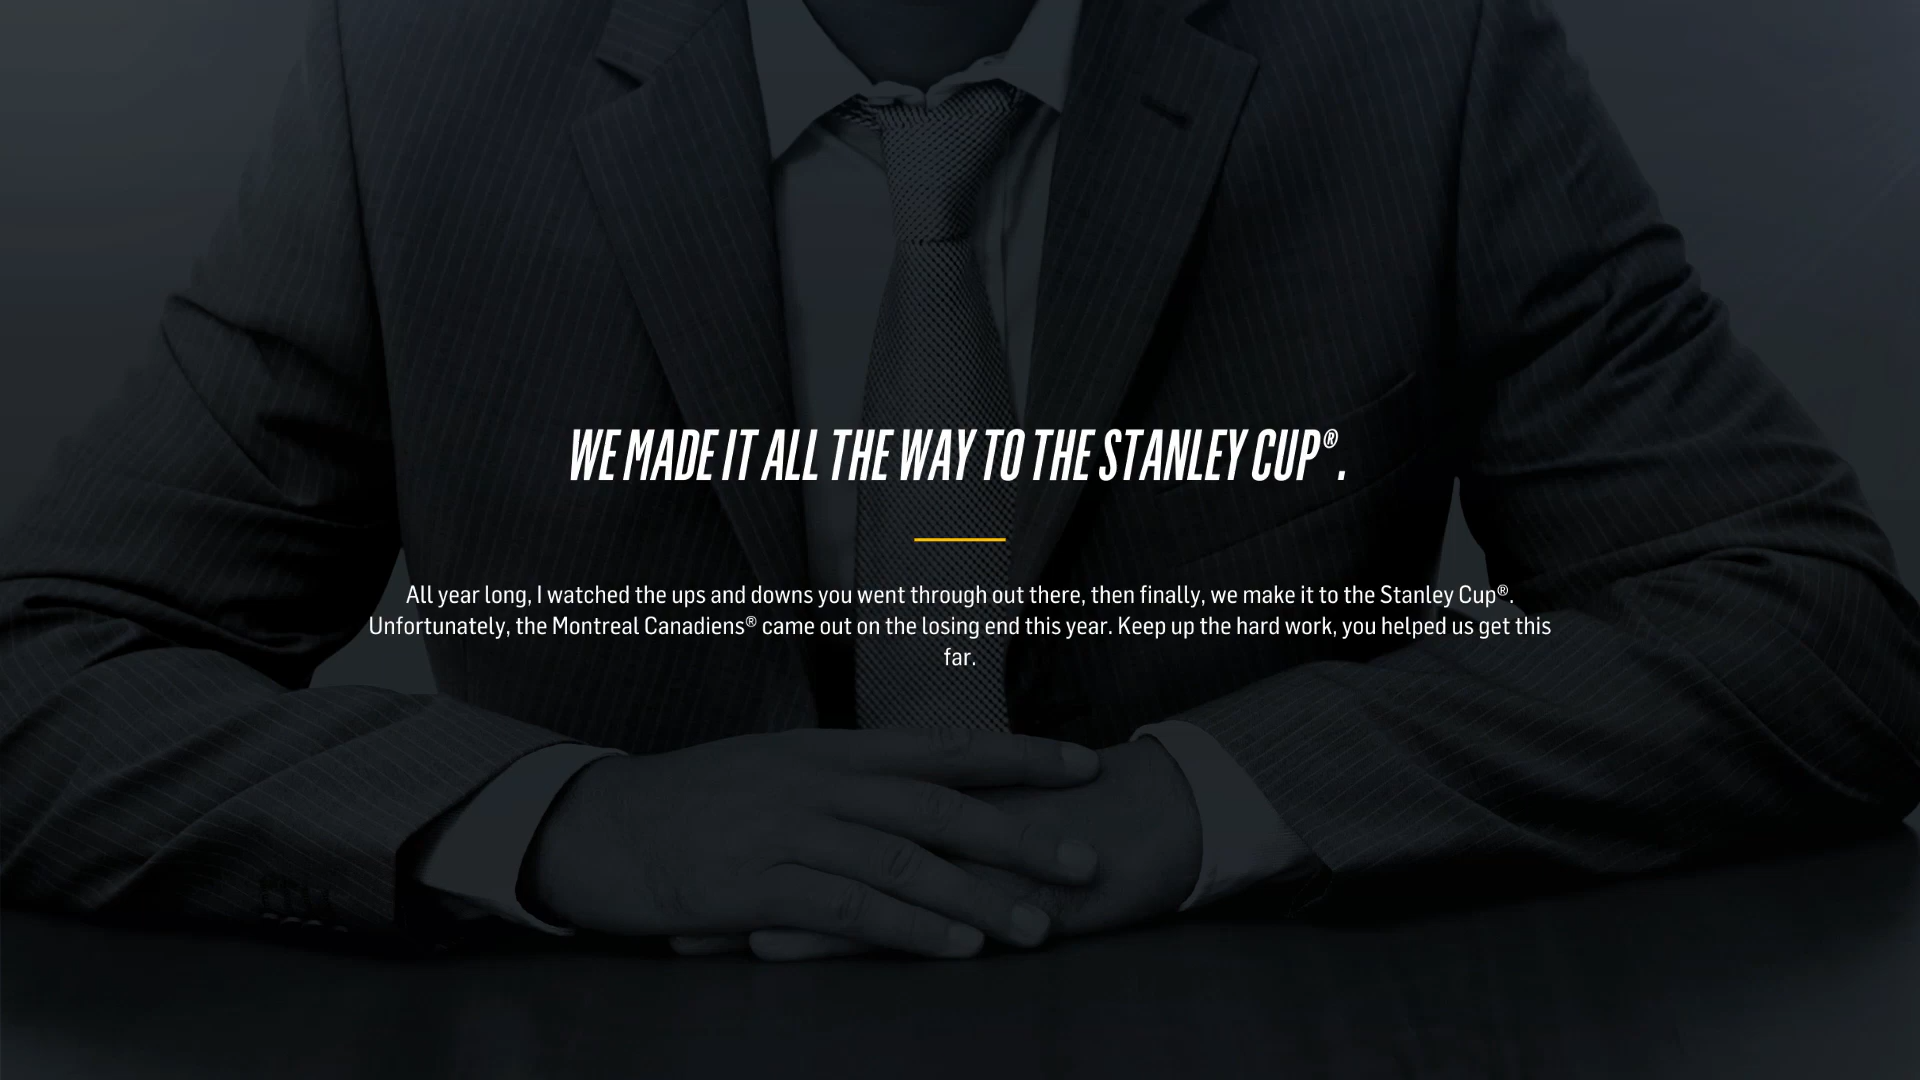 WE MADE IT ALL THE WAY TO THE STANLEY CUP®.
All year long, I watched the ups and downs you went through out there, then finally, we make it to the Stanley Cup®.
Unfortunately, the Montreal Canadiens® came out on the losing end this year. Keep up the hard work, you helped us get this
far.